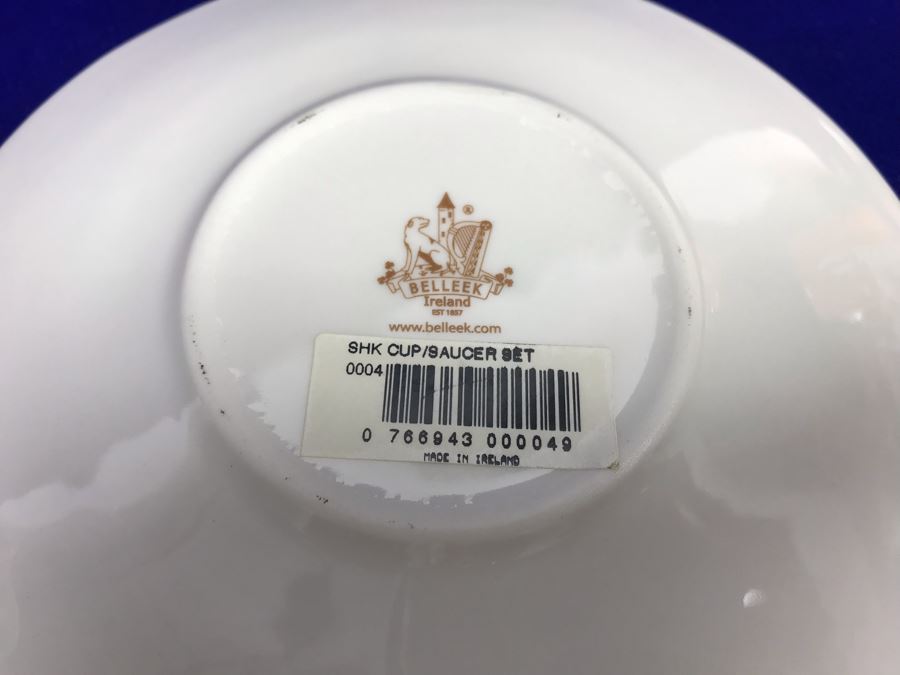 ®
BELLEEK
Ireland
EST 1857
www.belleek.com
SHK CUP/SAUCER SET
0004
0 766943 000049
MADE IN IRELAND